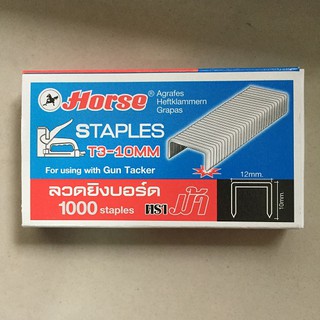 Horse®
Agrafes
Heftklammern
Grapas
STAPLES
T3-10MM
For using with Gun Tacker
ลวดยิงบอร์ด
1000 staples
ตราม้า
12mm.
10mm.